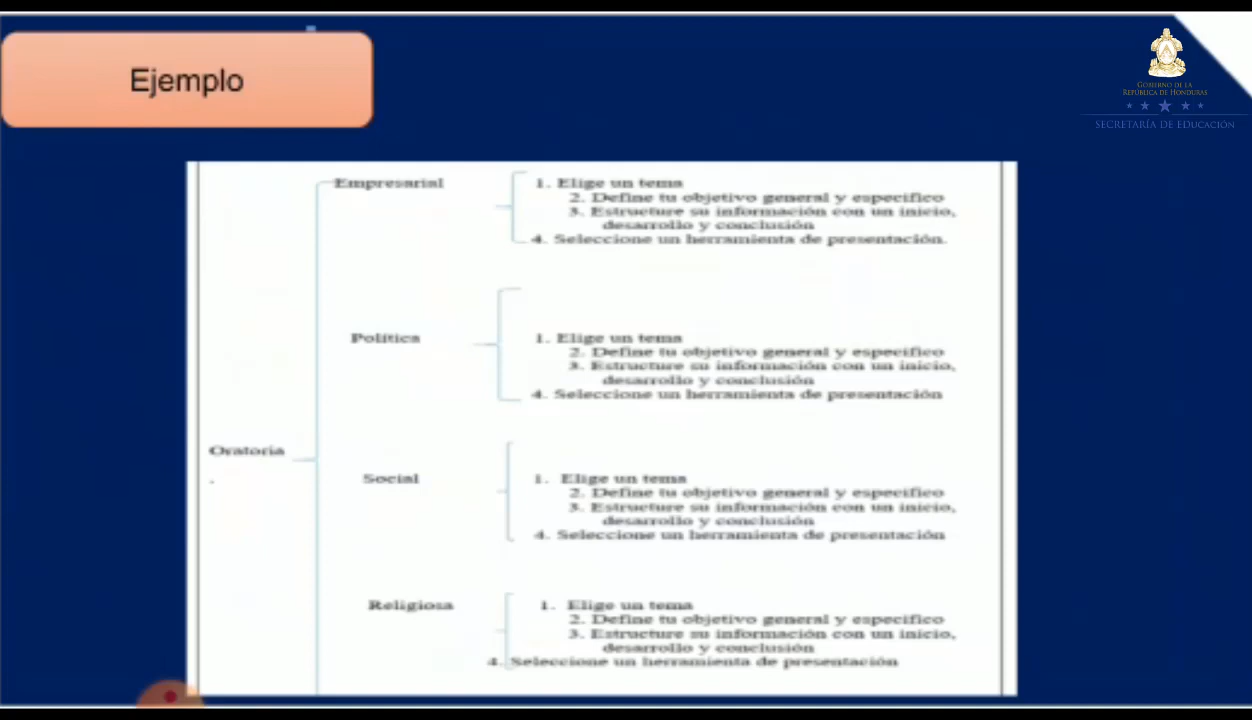 Ejemplo
GOBIERNO DE LA
REPÚBLICA DE HONDURAS
SECRETARÍA DE EDUCACIÓN
Empresarial
1. Elige un tema
2. Define tu objetivo general y especifico
3. Estructure su información con un inicio,
desarrollo y conclusión
4. Seleccione un herramienta de presentación.
Política
1. Elige un tema
2. Define tu objetivo general y especifico
3. Estructure su información con un inicio,
desarrollo y conclusión
4. Seleccione un herramienta de presentación
Oratoria
.
Social
1. Elige un tema
2. Define tu objetivo general y especifico
3. Estructure su información con un inicio,
desarrollo y conclusión
4. Seleccione un herramienta de presentación
Religiosa
1. Elige un tema
2. Define tu objetivo general y especifico
3. Estructure su información con un inicio,
desarrollo y conclusión
4. Seleccione un herramienta de presentación